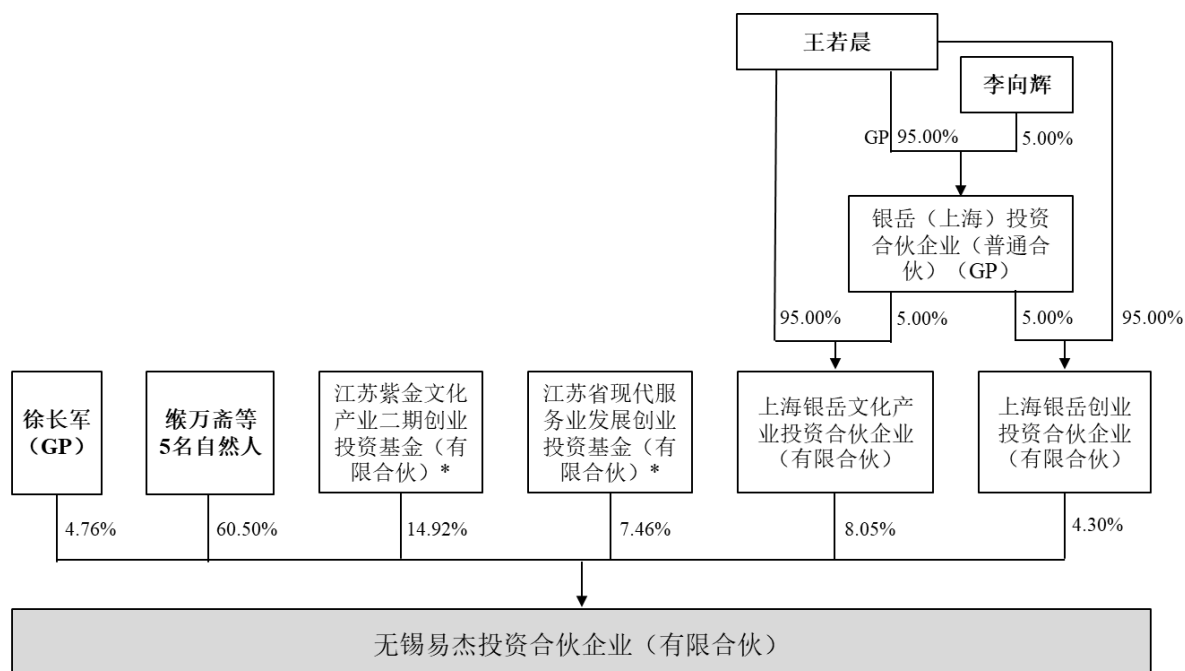 王若晨
李向辉
GP
95.00%
5.00%
银岳（上海）投资
合伙企业（普通合
伙）（GP）
95.00%
5.00%
5.00%
95.00%
徐长军
（GP）
缑万斋等
5名自然人
江苏紫金文化
产业二期创业
投资基金（有
限合伙）*
江苏省现代服
务业发展创业
投资基金（有
限合伙）*
上海银岳文化产
业投资合伙企业
（有限合伙）
上海银岳创业
投资合伙企业
（有限合伙）
4.76%
60.50%
14.92%
7.46%
8.05%
4.30%
无锡易杰投资合伙企业（有限合伙）